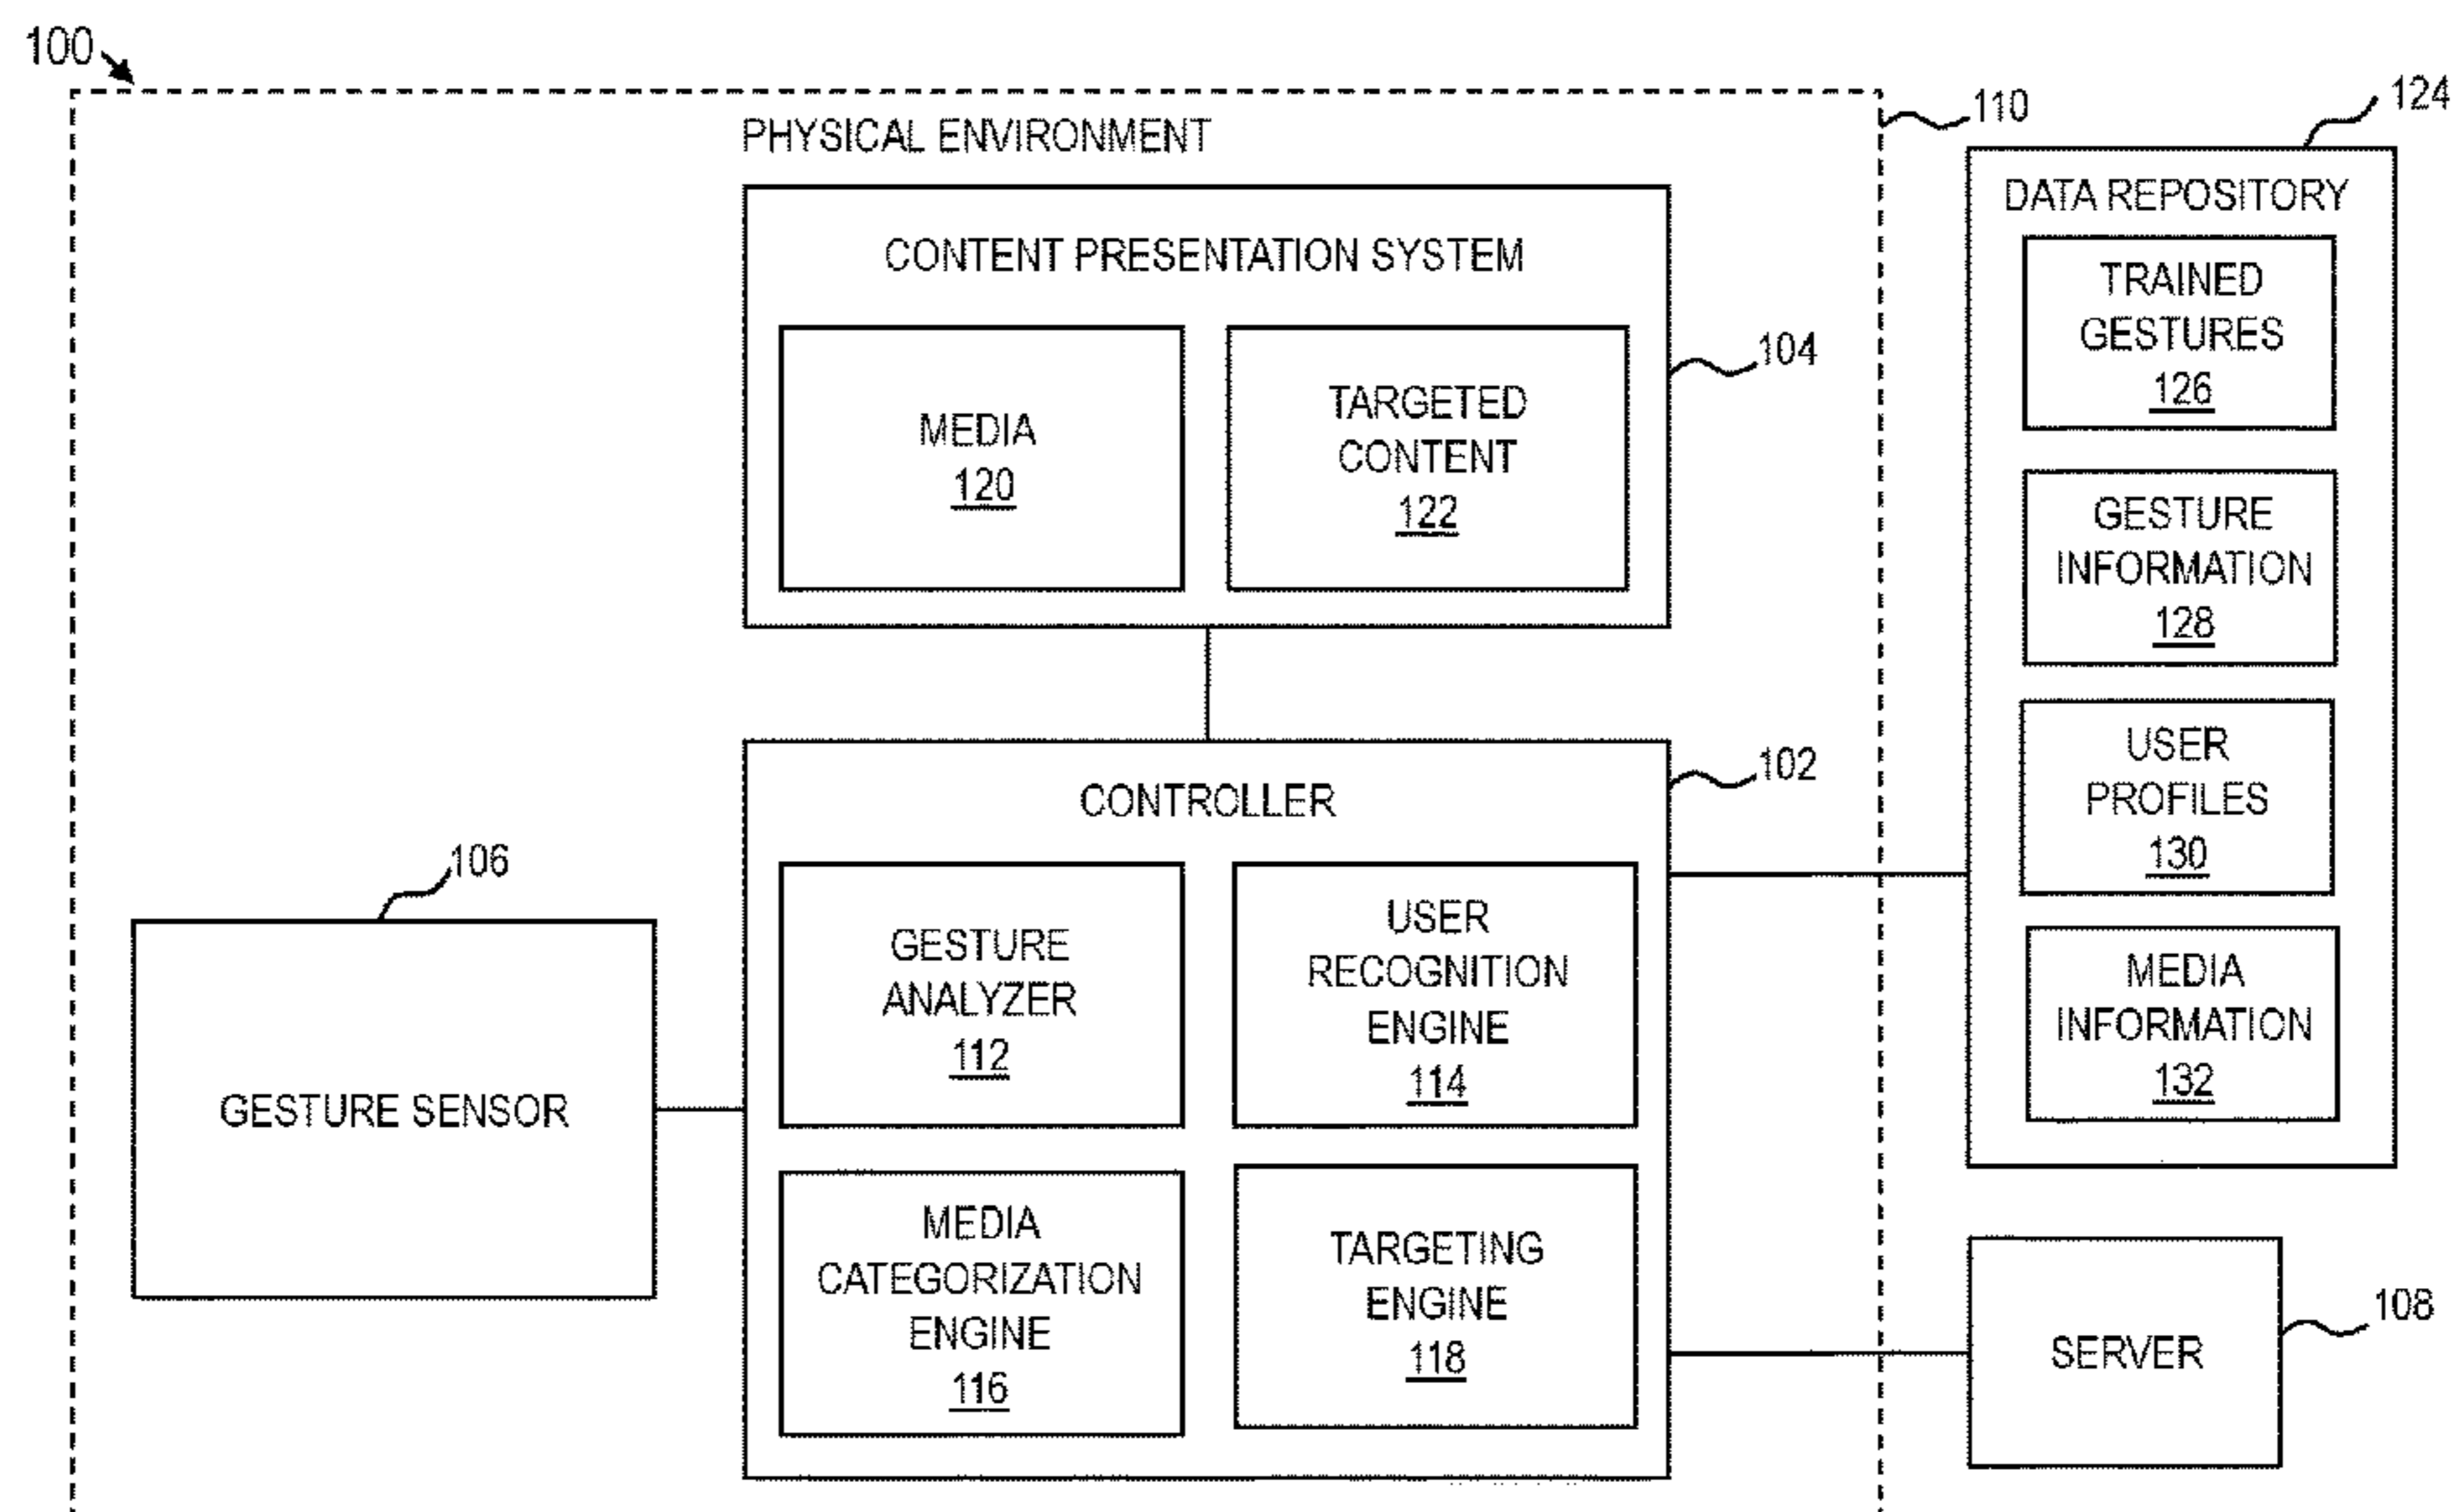 100
PHYSICAL ENVIRONMENT
110
124
CONTENT PRESENTATION SYSTEM
104
MEDIA
120
TARGETED
CONTENT
122
DATA REPOSITORY
TRAINED
GESTURES
126
GESTURE
INFORMATION
128
USER
PROFILES
130
MEDIA
INFORMATION
132
CONTROLLER
102
106
GESTURE SENSOR
GESTURE
ANALYZER
112
USER
RECOGNITION
ENGINE
114
MEDIA
CATEGORIZATION
ENGINE
116
TARGETING
ENGINE
118
SERVER
108